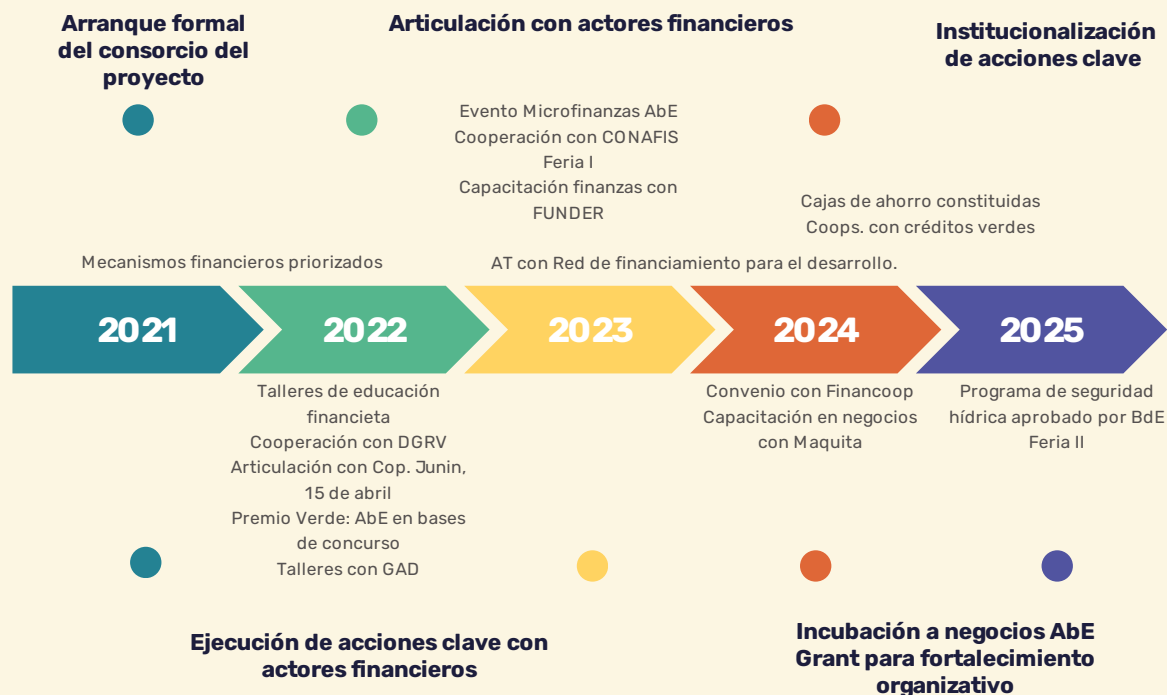 Arranque formal
del consorcio del
proyecto
Articulación con actores financieros
Institucionalización
de acciones clave
Evento Microfinanzas AbE
Cooperación con CONAFIS
Feria I
Capacitación finanzas con
FUNDER
Cajas de ahorro constituidas
Coops. con créditos verdes
Mecanismos financieros priorizados
AT con Red de financiamiento para el desarrollo.
2021
2022
2023
2024
2025
Talleres de educación
financieta
Cooperación con DGRV
Articulación con Cop. Junin,
15 de abril
Premio Verde: AbE en bases
de concurso
Talleres con GAD
Convenio con Financoop
Capacitación en negocios
con Maquita
Programa de seguridad
hídrica aprobado por BdE
Feria II
Ejecución de acciones clave con
actores financieros
Incubación a negocios AbE
Grant para fortalecimiento
organizativo